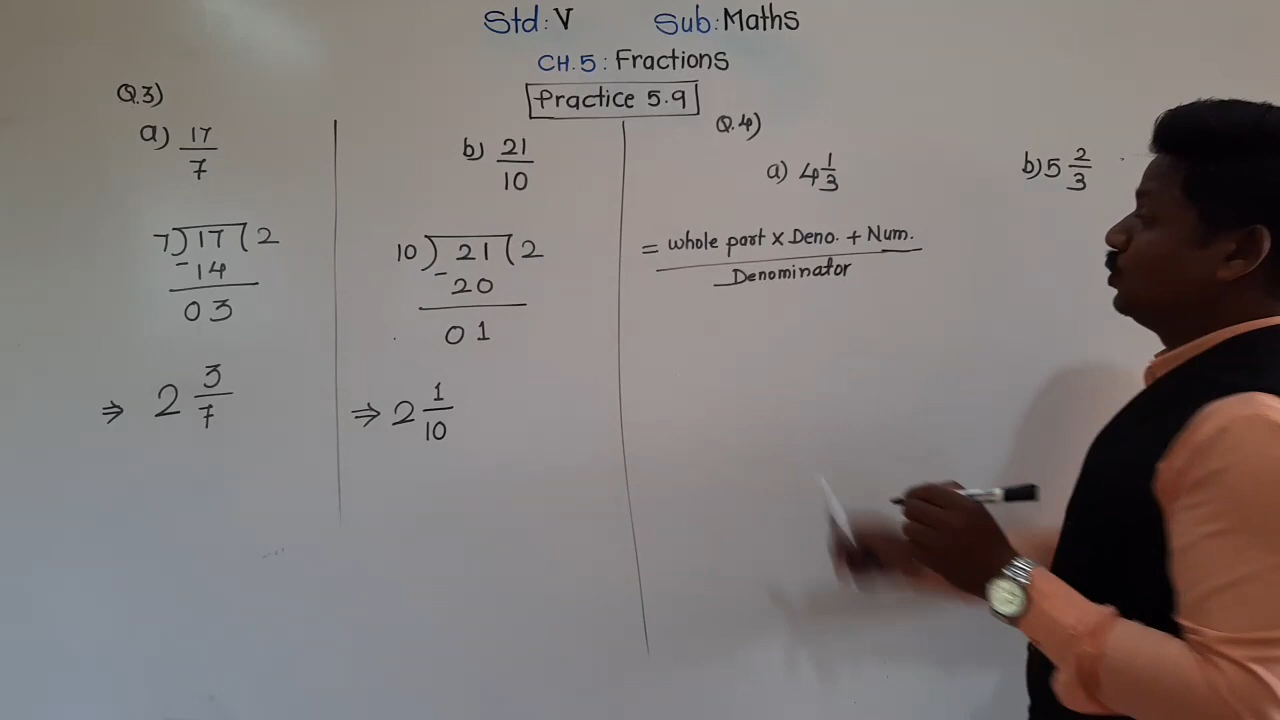 Std: V Sub: Maths
CH.5: Fractions
Practice 5.9
Q.3)
a) 17/7
7)17(2
- 14
03
⇒ 2 3/7
b) 21/10
10)21(2
- 20
01
⇒ 2 1/10
Q.4)
a) 4 1/3
= whole part x Deno. + Num.
Denominator
b) 5 2/3